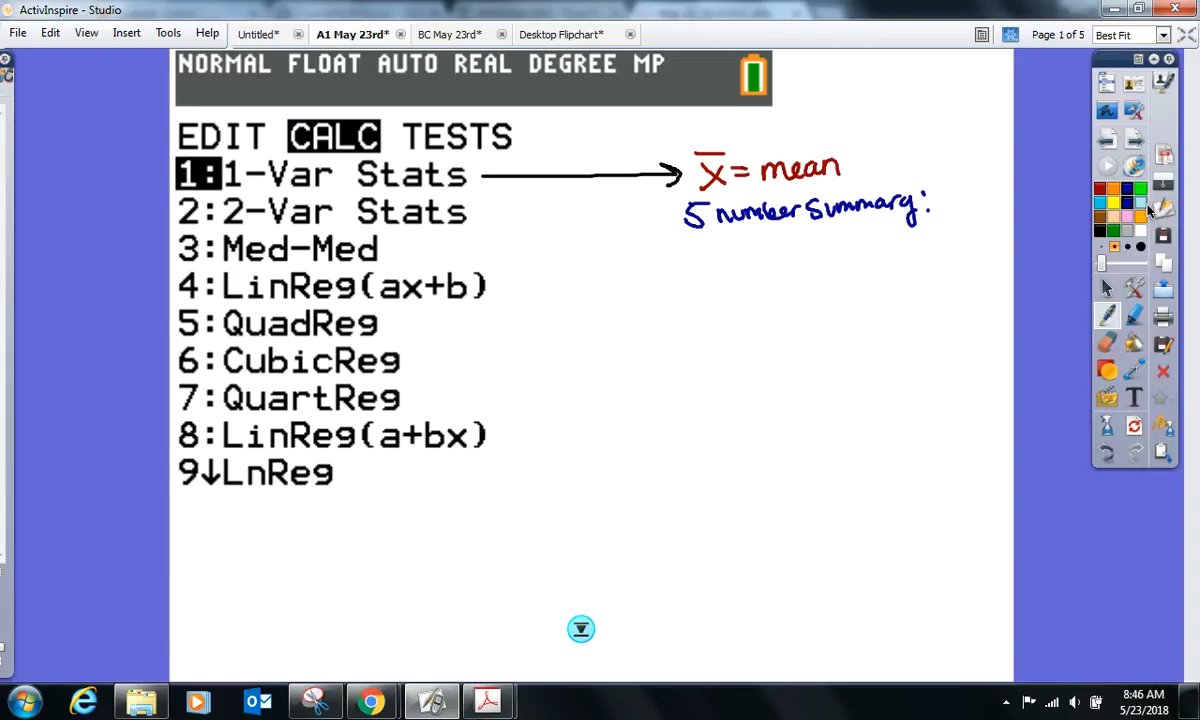 ActivInspire - Studio
File Edit View Insert Tools Help
Untitled* A1 May 23rd* BC May 23rd* Desktop Flipchart*
Page 1 of 5 Best Fit
NORMAL FLOAT AUTO REAL DEGREE MP
EDIT CALC TESTS
1:1-Var Stats
x̄ = mean
2:2-Var Stats
5 number summary:
3:Med-Med
4:LinReg(ax+b)
5:QuadReg
6:CubicReg
7:QuartReg
8:LinReg(a+bx)
9↓LnReg
8:46 AM
5/23/2018